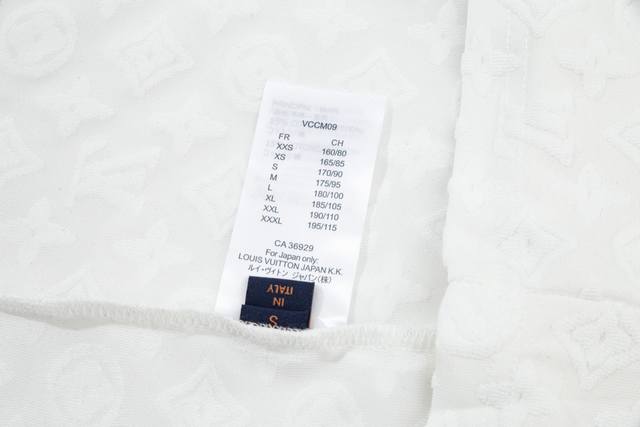 VCCM09
FR CH
XXS 160/80
XS 165/85
S 170/90
M 175/95
L 180/100
XL 185/105
XXL 190/110
XXXL 195/115
CA 36929
For Japan only:
LOUIS VUITTON JAPAN K.K.
ルイ・ヴィトン ジャパン(株)
IN
ITALY
S